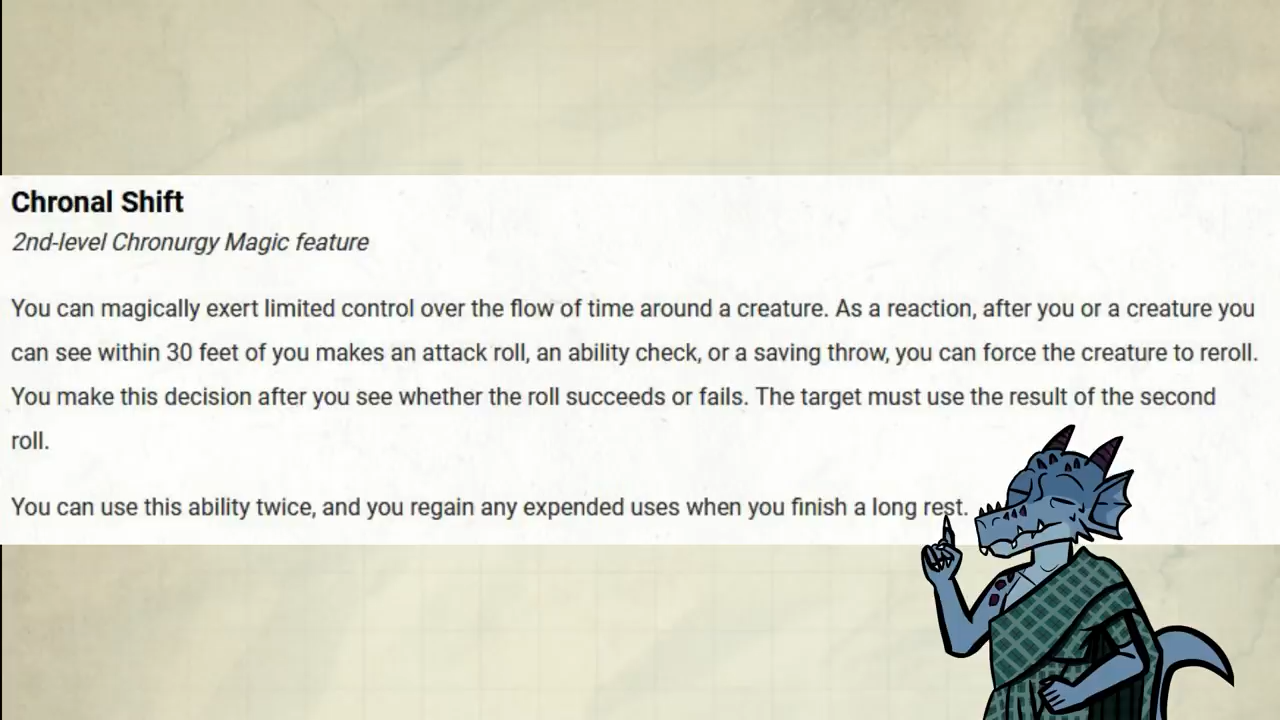 Chronal Shift
2nd-level Chronurgy Magic feature
You can magically exert limited control over the flow of time around a creature. As a reaction, after you or a creature you
can see within 30 feet of you makes an attack roll, an ability check, or a saving throw, you can force the creature to reroll.
You make this decision after you see whether the roll succeeds or fails. The target must use the result of the second
roll.
You can use this ability twice, and you regain any expended uses when you finish a long rest.